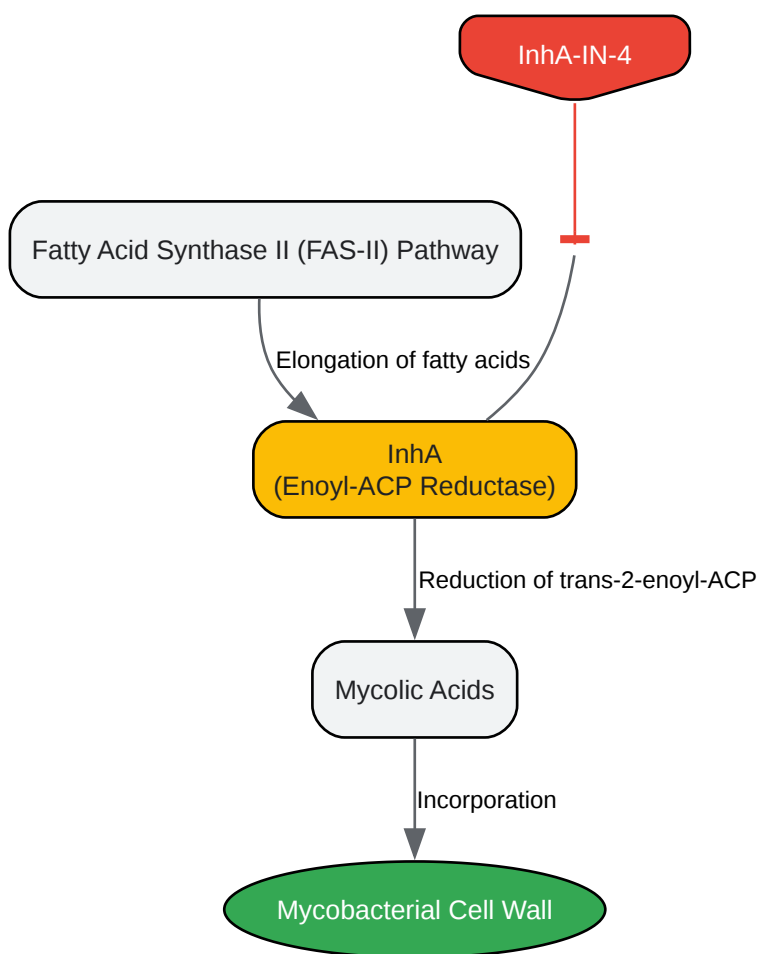 InhA-IN-4
Fatty Acid Synthase II (FAS-II) Pathway
Elongation of fatty acids
InhA
(Enoyl-ACP Reductase)
Reduction of trans-2-enoyl-ACP
Mycolic Acids
Incorporation
Mycobacterial Cell Wall